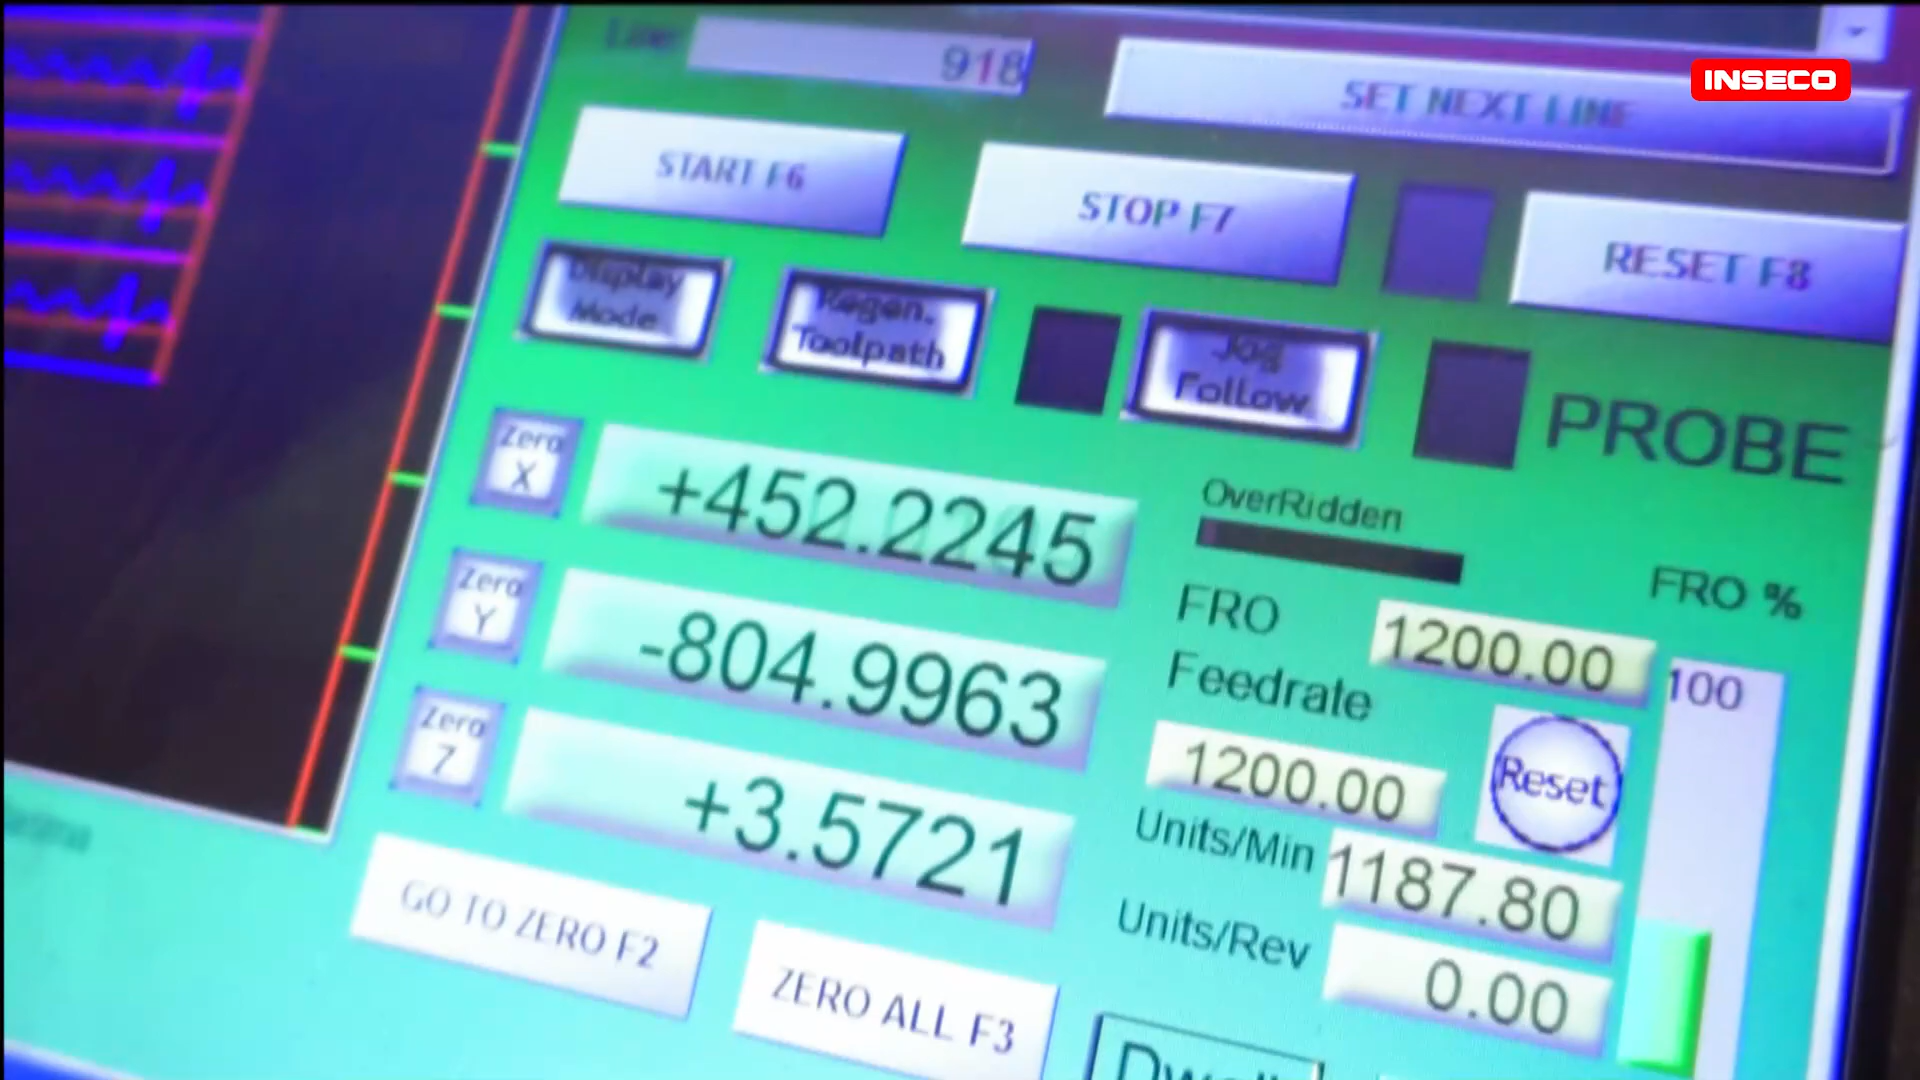 INSECO
Line: 918
SET NEXT LINE
START F6
STOP F7
RESET F8
Display
Mode
Regen.
Toolpath
Jog
Follow
PROBE
Zero
X
+452.2245
OverRidden
FRO %
FRO
1200.00
100
Zero
Y
-804.9963
Feedrate
1200.00
Reset
Zero
Z
+3.5721
Units/Min
1187.80
Units/Rev
0.00
GO TO ZERO F2
ZERO ALL F3